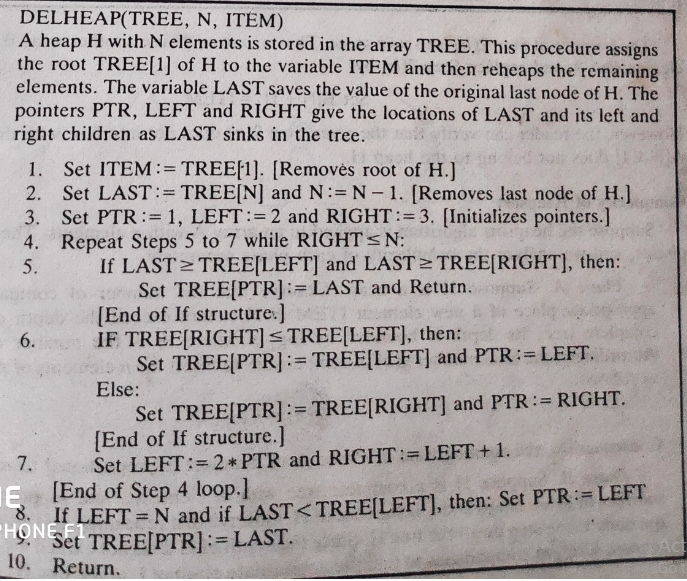 DELHEAP(TREE, N, ITEM)
A heap H with N elements is stored in the array TREE. This procedure assigns
the root TREE[1] of H to the variable ITEM and then reheaps the remaining
elements. The variable LAST saves the value of the original last node of H. The
pointers PTR, LEFT and RIGHT give the locations of LAST and its left and
right children as LAST sinks in the tree.
1. Set ITEM := TREE[1]. [Removes root of H.]
2. Set LAST := TREE[N] and N := N − 1. [Removes last node of H.]
3. Set PTR := 1, LEFT := 2 and RIGHT := 3. [Initializes pointers.]
4. Repeat Steps 5 to 7 while RIGHT ≤ N:
5. If LAST ≥ TREE[LEFT] and LAST ≥ TREE[RIGHT], then:
Set TREE[PTR] := LAST and Return.
[End of If structure.]
6. IF TREE[RIGHT] ≤ TREE[LEFT], then:
Set TREE[PTR] := TREE[LEFT] and PTR := LEFT.
Else:
Set TREE[PTR] := TREE[RIGHT] and PTR := RIGHT.
[End of If structure.]
7. Set LEFT := 2 * PTR and RIGHT := LEFT + 1.
[End of Step 4 loop.]
8. If LEFT = N and if LAST < TREE[LEFT], then: Set PTR := LEFT
9. Set TREE[PTR] := LAST.
10. Return.
PHONE F1